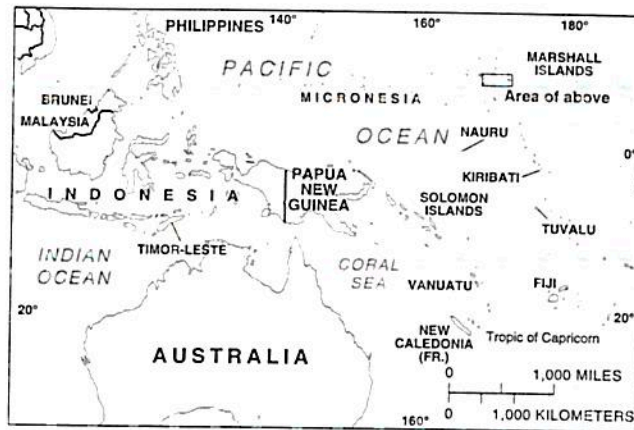 140°
160°
180°
PHILIPPINES
PACIFIC
MARSHALL
ISLANDS
Area of above
MICRONESIA
BRUNEI
MALAYSIA
OCEAN
NAURU
0°
KIRIBATI
PAPUA
NEW
GUINEA
INDONESIA
SOLOMON
ISLANDS
TUVALU
TIMOR-LESTE
INDIAN
OCEAN
CORAL
SEA
VANUATU
FIJI
20°
20°
NEW
CALEDONIA
(FR.)
Tropic of Capricorn
AUSTRALIA
0 1,000 MILES
0 1,000 KILOMETERS
160°